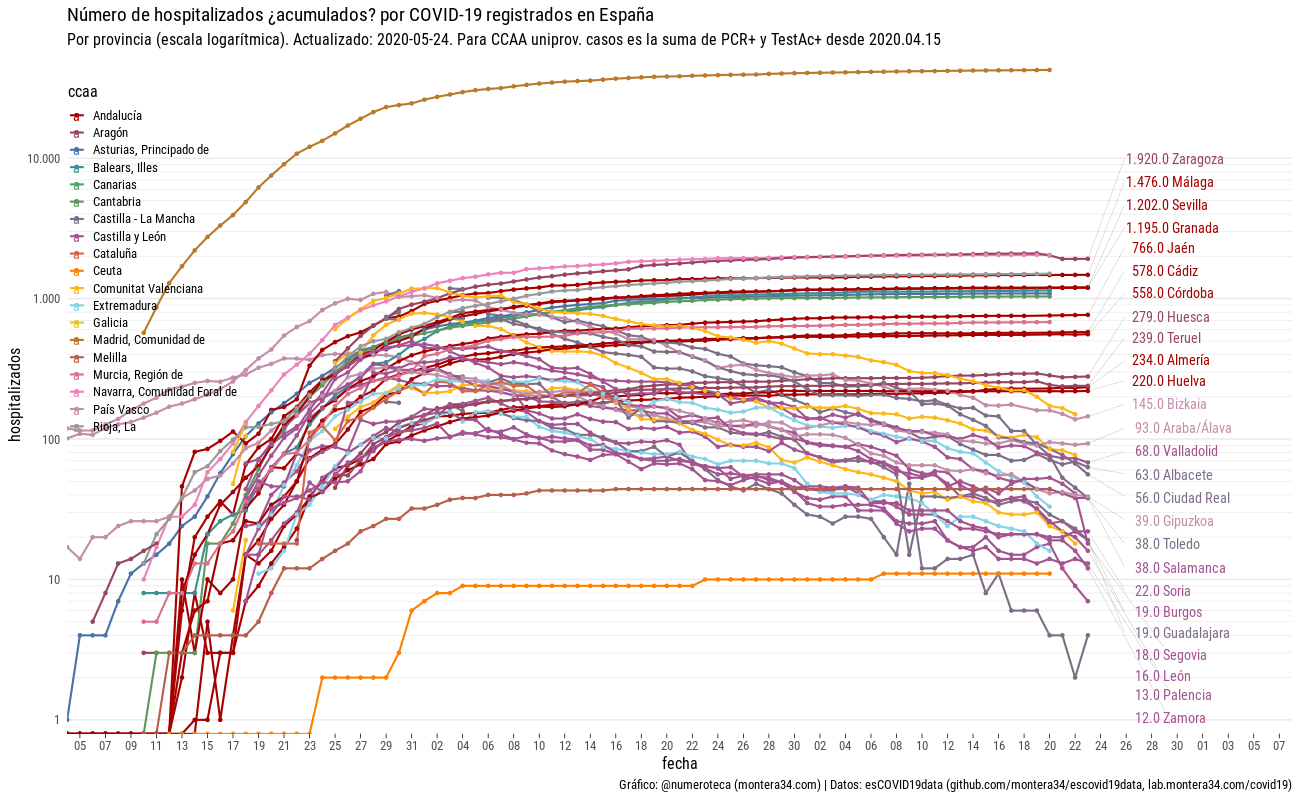 Número de hospitalizados ¿acumulados? por COVID-19 registrados en España
Por provincia (escala logarítmica). Actualizado: 2020-05-24. Para CCAA uniprov. casos es la suma de PCR+ y TestAc+ desde 2020.04.15
ccaa
Andalucía
Aragón
Asturias, Principado de
Balears, Illes
Canarias
Cantabria
Castilla - La Mancha
Castilla y León
Cataluña
Ceuta
Comunitat Valenciana
Extremadura
Galicia
Madrid, Comunidad de
Melilla
Murcia, Región de
Navarra, Comunidad Foral de
País Vasco
Rioja, La
hospitalizados
10.000
1.000
100
10
1
1.920.0 Zaragoza
1.476.0 Málaga
1.202.0 Sevilla
1.195.0 Granada
766.0 Jaén
578.0 Cádiz
558.0 Córdoba
279.0 Huesca
239.0 Teruel
234.0 Almería
220.0 Huelva
145.0 Bizkaia
93.0 Araba/Álava
68.0 Valladolid
63.0 Albacete
56.0 Ciudad Real
39.0 Gipuzkoa
38.0 Toledo
38.0 Salamanca
22.0 Soria
19.0 Burgos
19.0 Guadalajara
18.0 Segovia
16.0 León
13.0 Palencia
12.0 Zamora
05 07 09 11 13 15 17 19 21 23 25 27 29 31 02 04 06 08 10 12 14 16 18 20 22 24 26 28 30 02 04 06 08 10 12 14 16 18 20 22 24 26 28 30 01 03 05 07
fecha
Gráfico: @numeroteca (montera34.com) | Datos: esCOVID19data (github.com/montera34/escovid19data, lab.montera34.com/covid19)